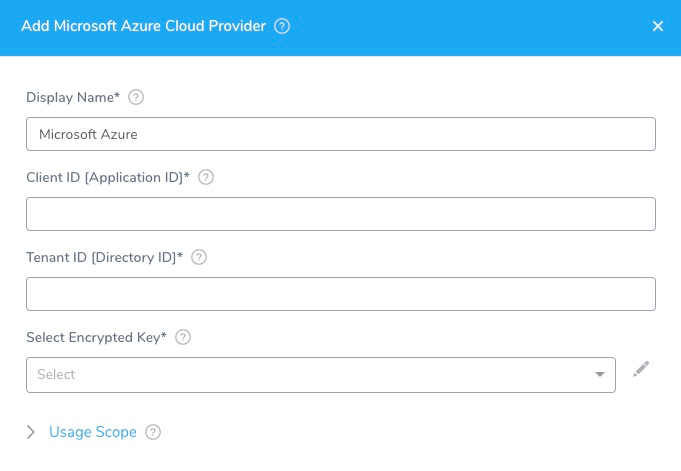 Add Microsoft Azure Cloud Provider ?
Display Name* ?
Microsoft Azure
Client ID [Application ID]* ?
Tenant ID [Directory ID]* ?
Select Encrypted Key* ?
Select
Usage Scope ?